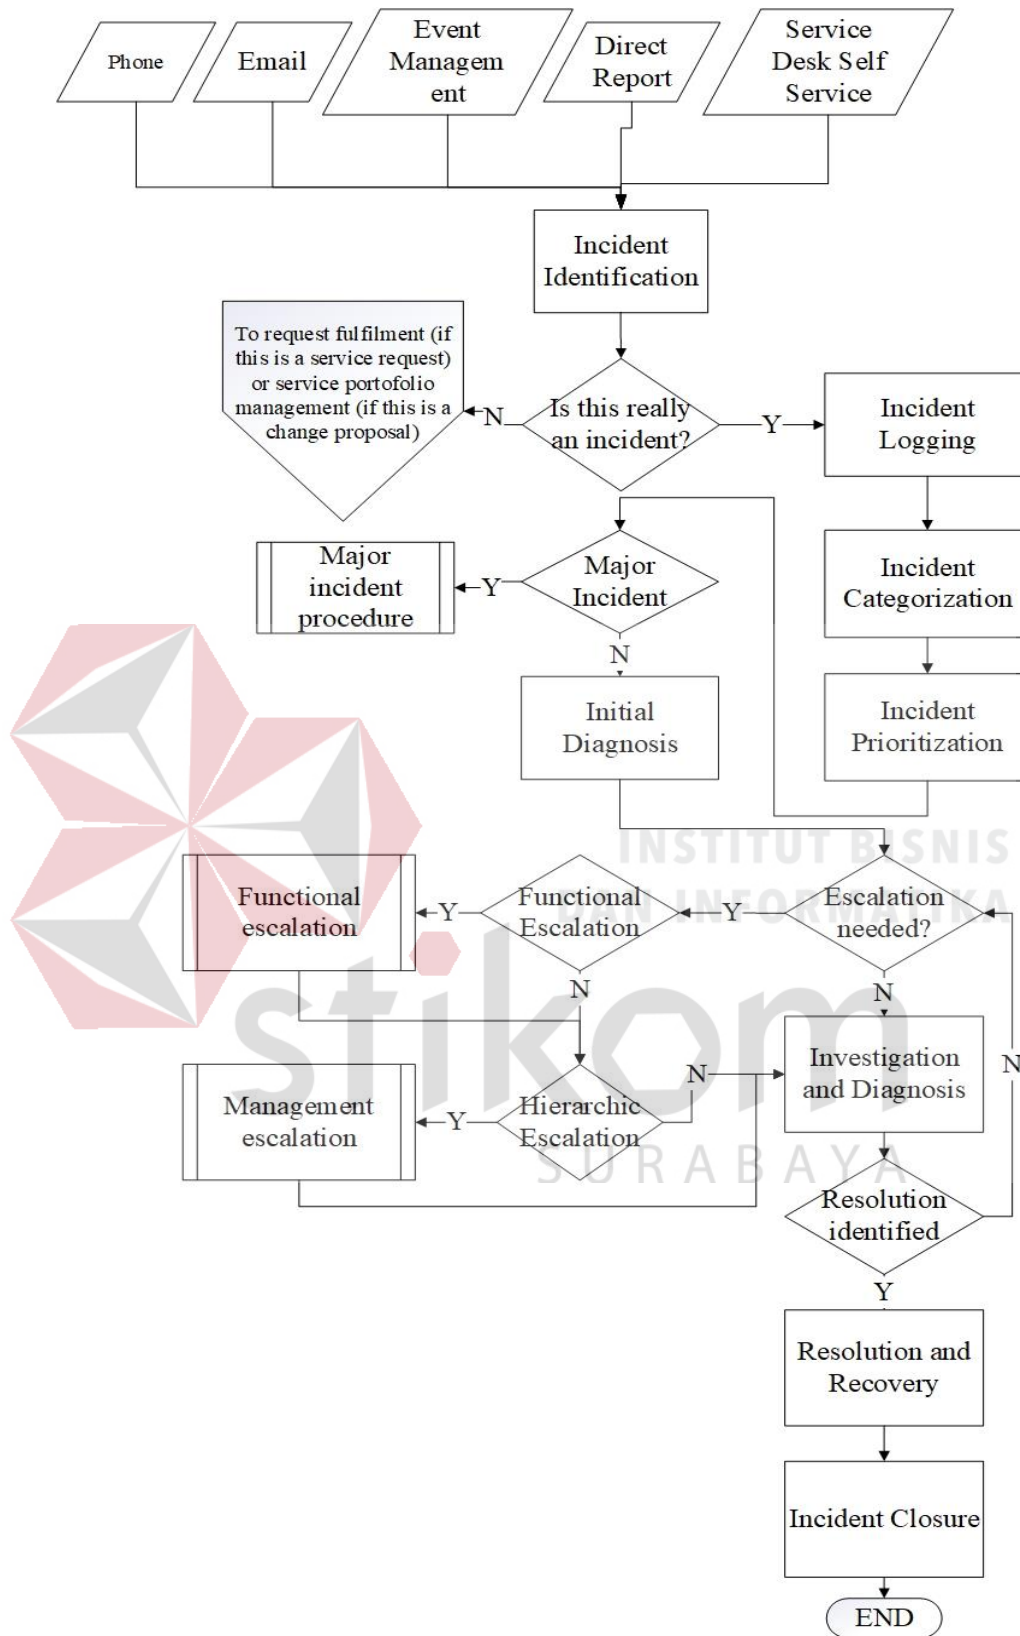 Phone
Email
Event
Managem
ent
Direct
Report
Service
Desk Self
Service
Incident
Identification
To request fulfilment (if
this is a service request)
or service portofolio
management (if this is a
change proposal)
N
Is this really
an incident?
Y
Incident
Logging
Major
incident
procedure
Y
Major
Incident
Incident
Categorization
N
Initial
Diagnosis
Incident
Prioritization
INSTITUT BISNIS
DAN INFORMATIKA
Functional
escalation
Y
Functional
Escalation
Y
Escalation
needed?
N
N
stikom
SURABAYA
Management
escalation
Y
Hierarchic
Escalation
N
Investigation
and Diagnosis
N
Resolution
identified
Y
Resolution and
Recovery
Incident Closure
END